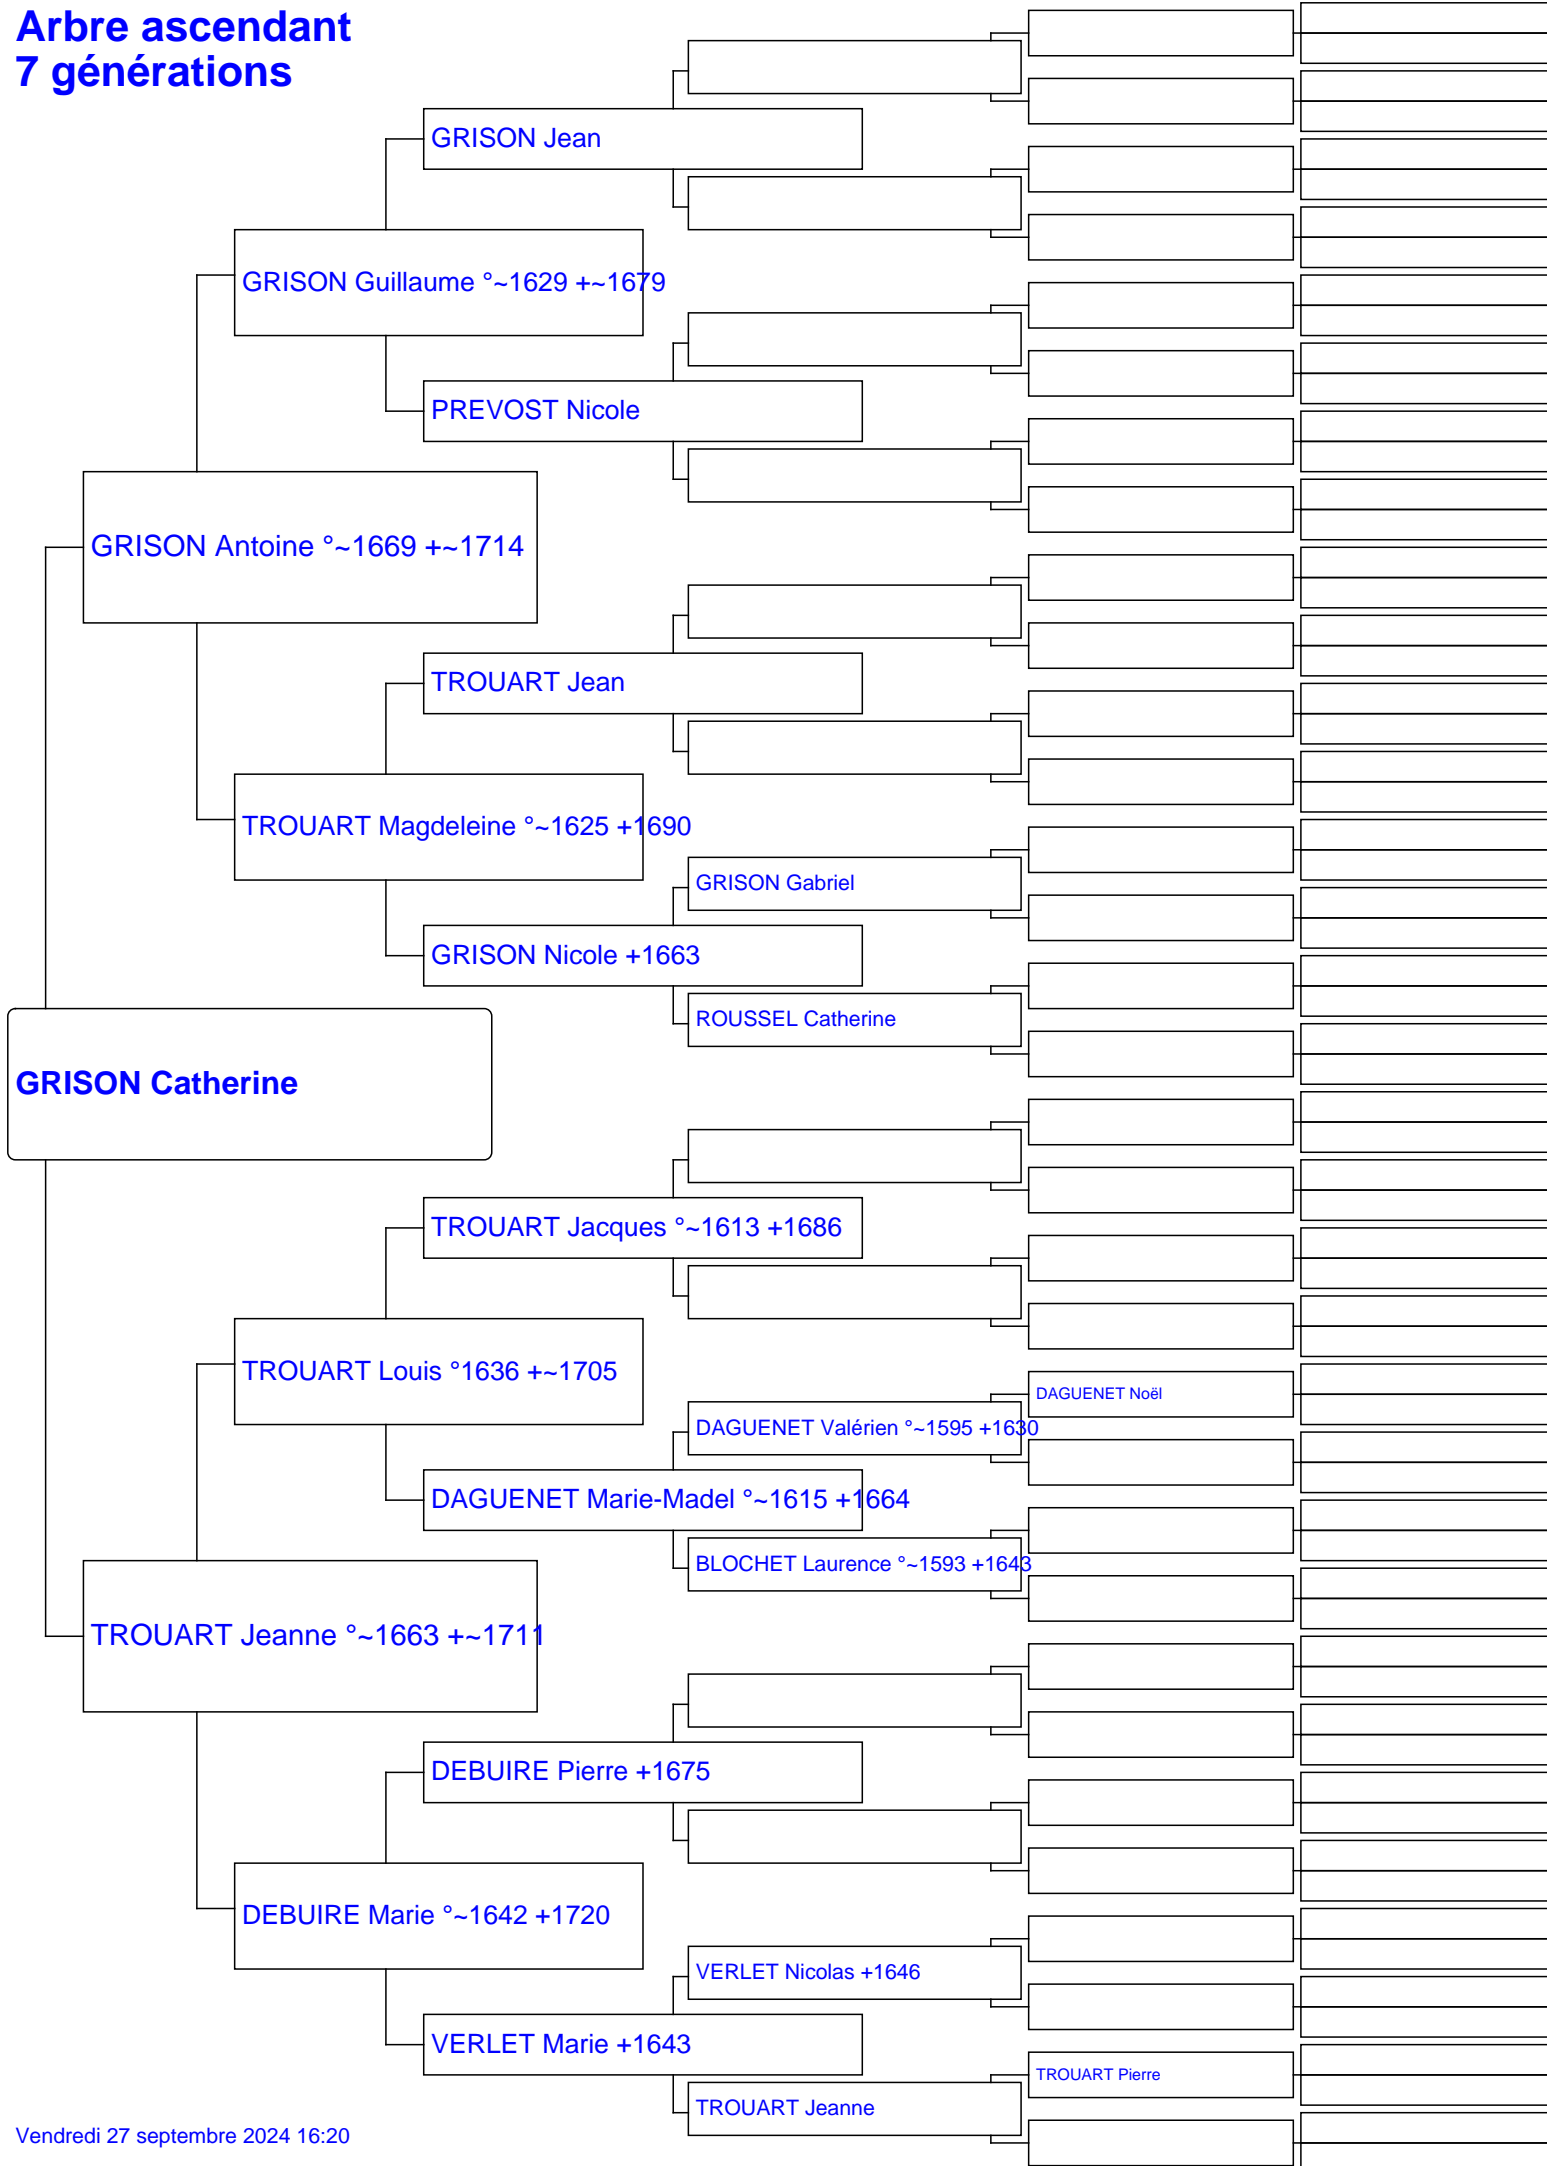 Arbre ascendant
7 générations
GRISON Jean
GRISON Guillaume °~1629 +~1679
PREVOST Nicole
GRISON Antoine °~1669 +~1714
TROUART Jean
TROUART Magdeleine °~1625 +1690
GRISON Gabriel
GRISON Nicole +1663
ROUSSEL Catherine
GRISON Catherine
TROUART Jacques °~1613 +1686
TROUART Louis °1636 +~1705
DAGUENET Noël
DAGUENET Valérien °~1595 +1630
DAGUENET Marie-Madel °~1615 +1664
BLOCHET Laurence °~1593 +1643
TROUART Jeanne °~1663 +~1711
DEBUIRE Pierre +1675
DEBUIRE Marie °~1642 +1720
VERLET Nicolas +1646
VERLET Marie +1643
TROUART Pierre
TROUART Jeanne
Vendredi 27 septembre 2024 16:20